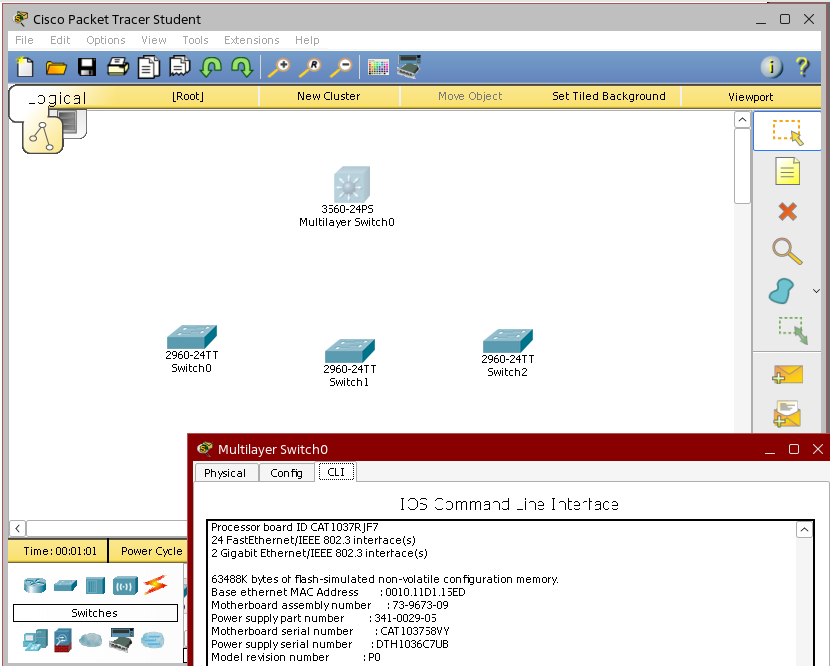 Cisco Packet Tracer Student
File Edit Options View Tools Extensions Help
Logical [Root] New Cluster Move Object Set Tiled Background Viewport
3560-24PS
Multilayer Switch0
2960-24TT
Switch0
2960-24TT
Switch1
2960-24TT
Switch2
Multilayer Switch0
Physical Config CLI
IOS Command Line Interface
Processor board ID CAT1037RJF7
24 FastEthernet/IEEE 802.3 interface(s)
2 Gigabit Ethernet/IEEE 802.3 interface(s)
63488K bytes of flash-simulated non-volatile configuration memory.
Base ethernet MAC Address : 0010.11D1.15ED
Motherboard assembly number : 73-9673-09
Power supply part number : 341-0029-05
Motherboard serial number : CAT103758VY
Power supply serial number : DTH1036C7UB
Model revision number : P0
Time: 00:01:01 Power Cycle
Switches